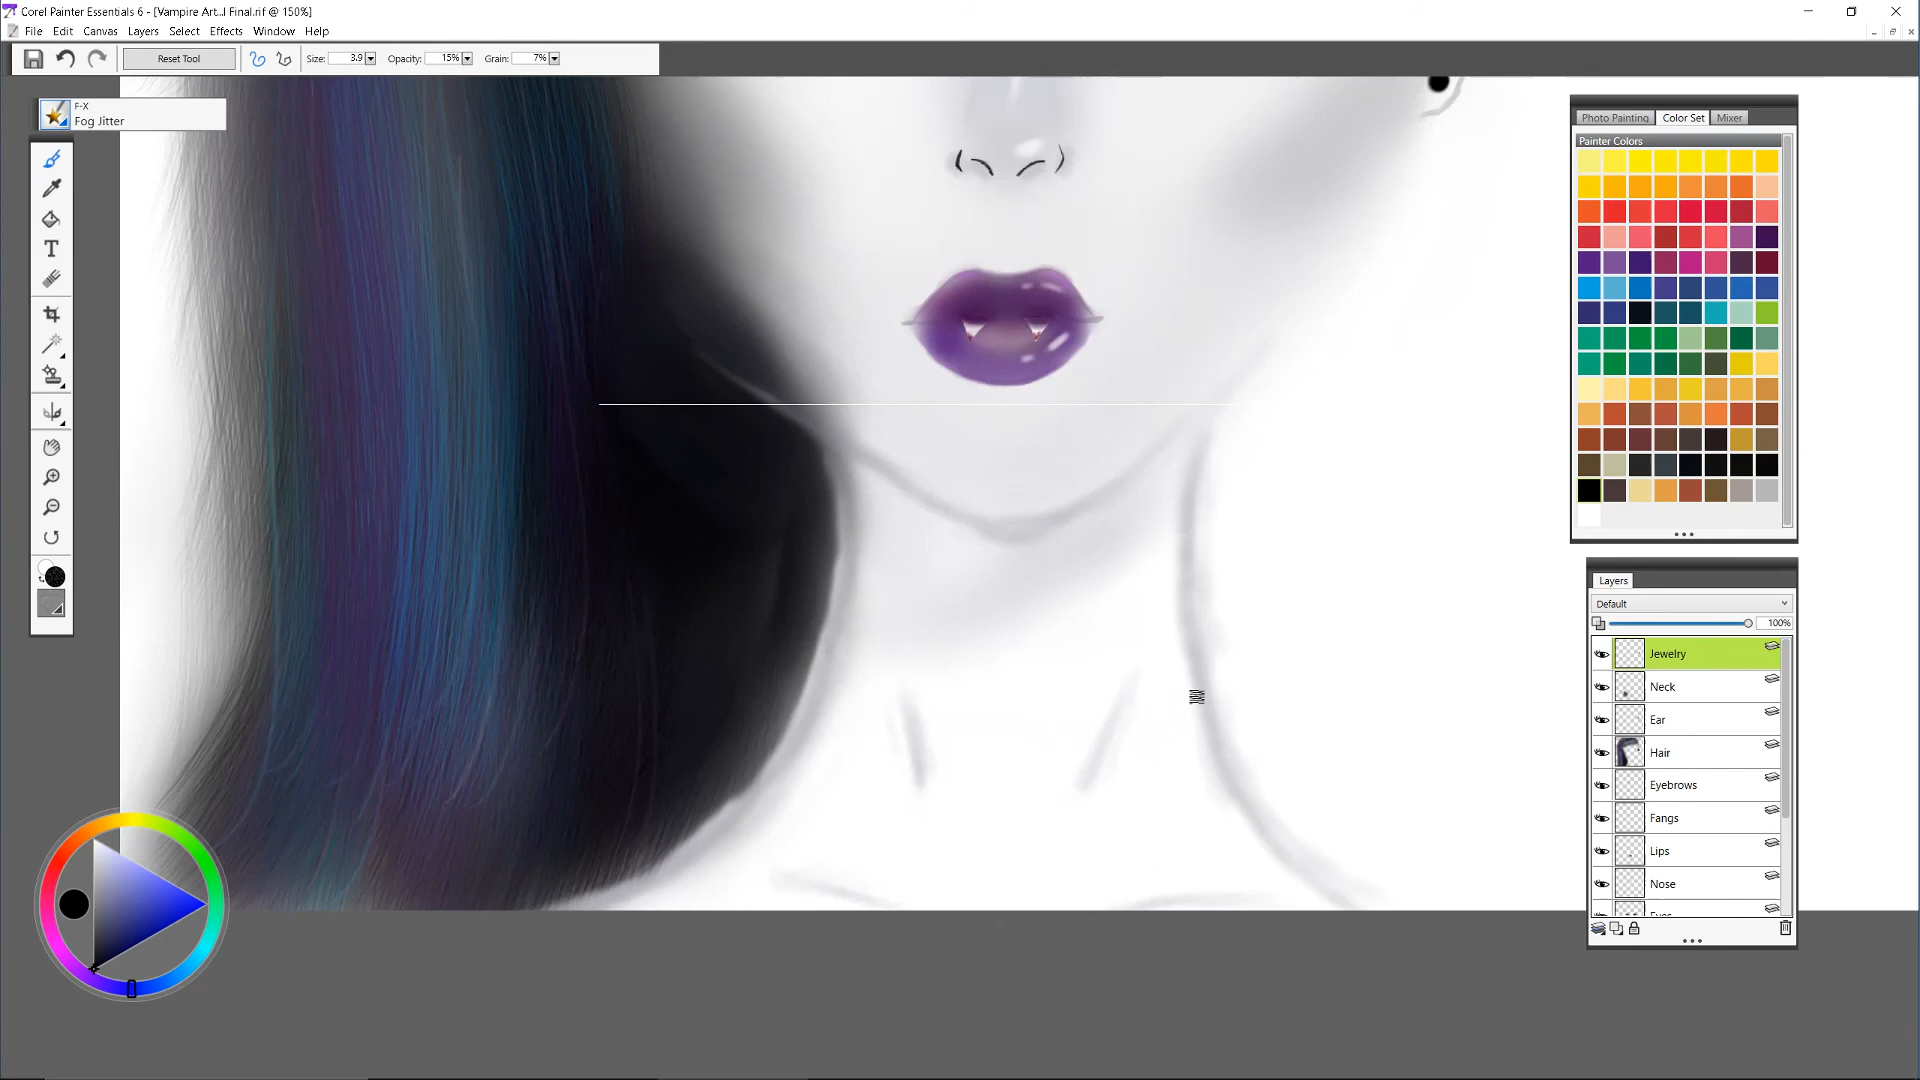 Corel Painter Essentials 6 - [Vampire Art...l Final.rif @ 150%]
File Edit Canvas Layers Select Effects Window Help
Reset Tool Size: 3.9 Opacity: 15% Grain: 7%
F-X
Fog Jitter
Photo Painting Color Set Mixer
Painter Colors
Layers
Default
100%
Jewelry
Neck
Ear
Hair
Eyebrows
Fangs
Lips
Nose
Eyes